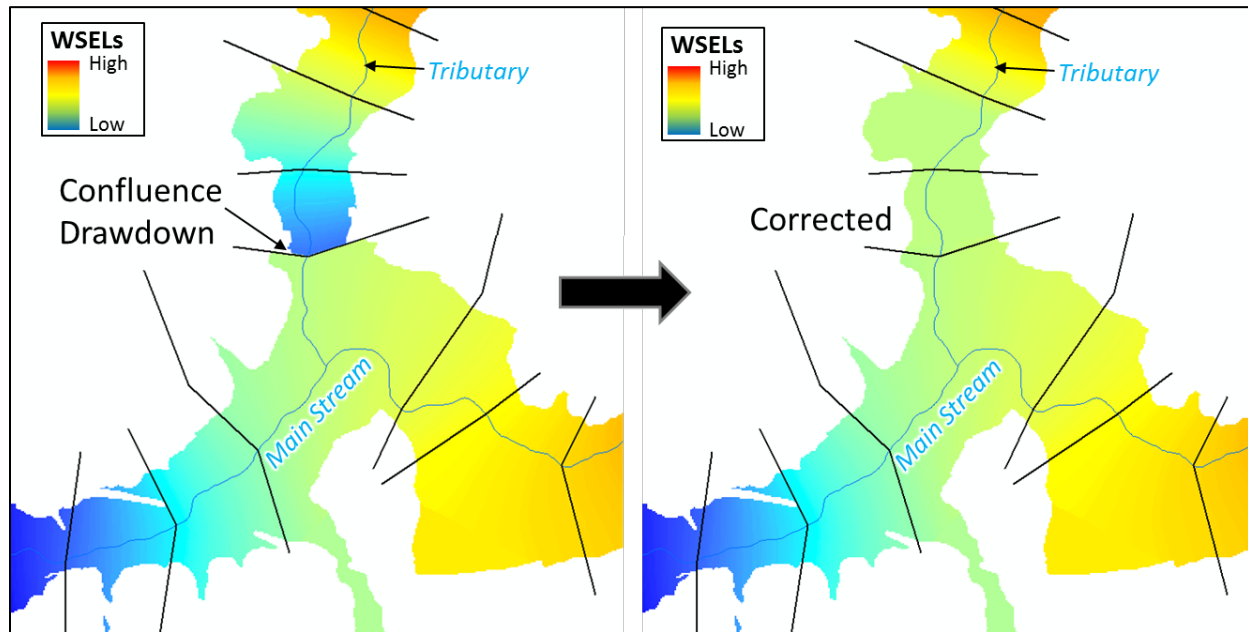 WSELs
High
Low
Tributary
Confluence
Drawdown
Main Stream
WSELs
High
Low
Tributary
Corrected
Main Stream